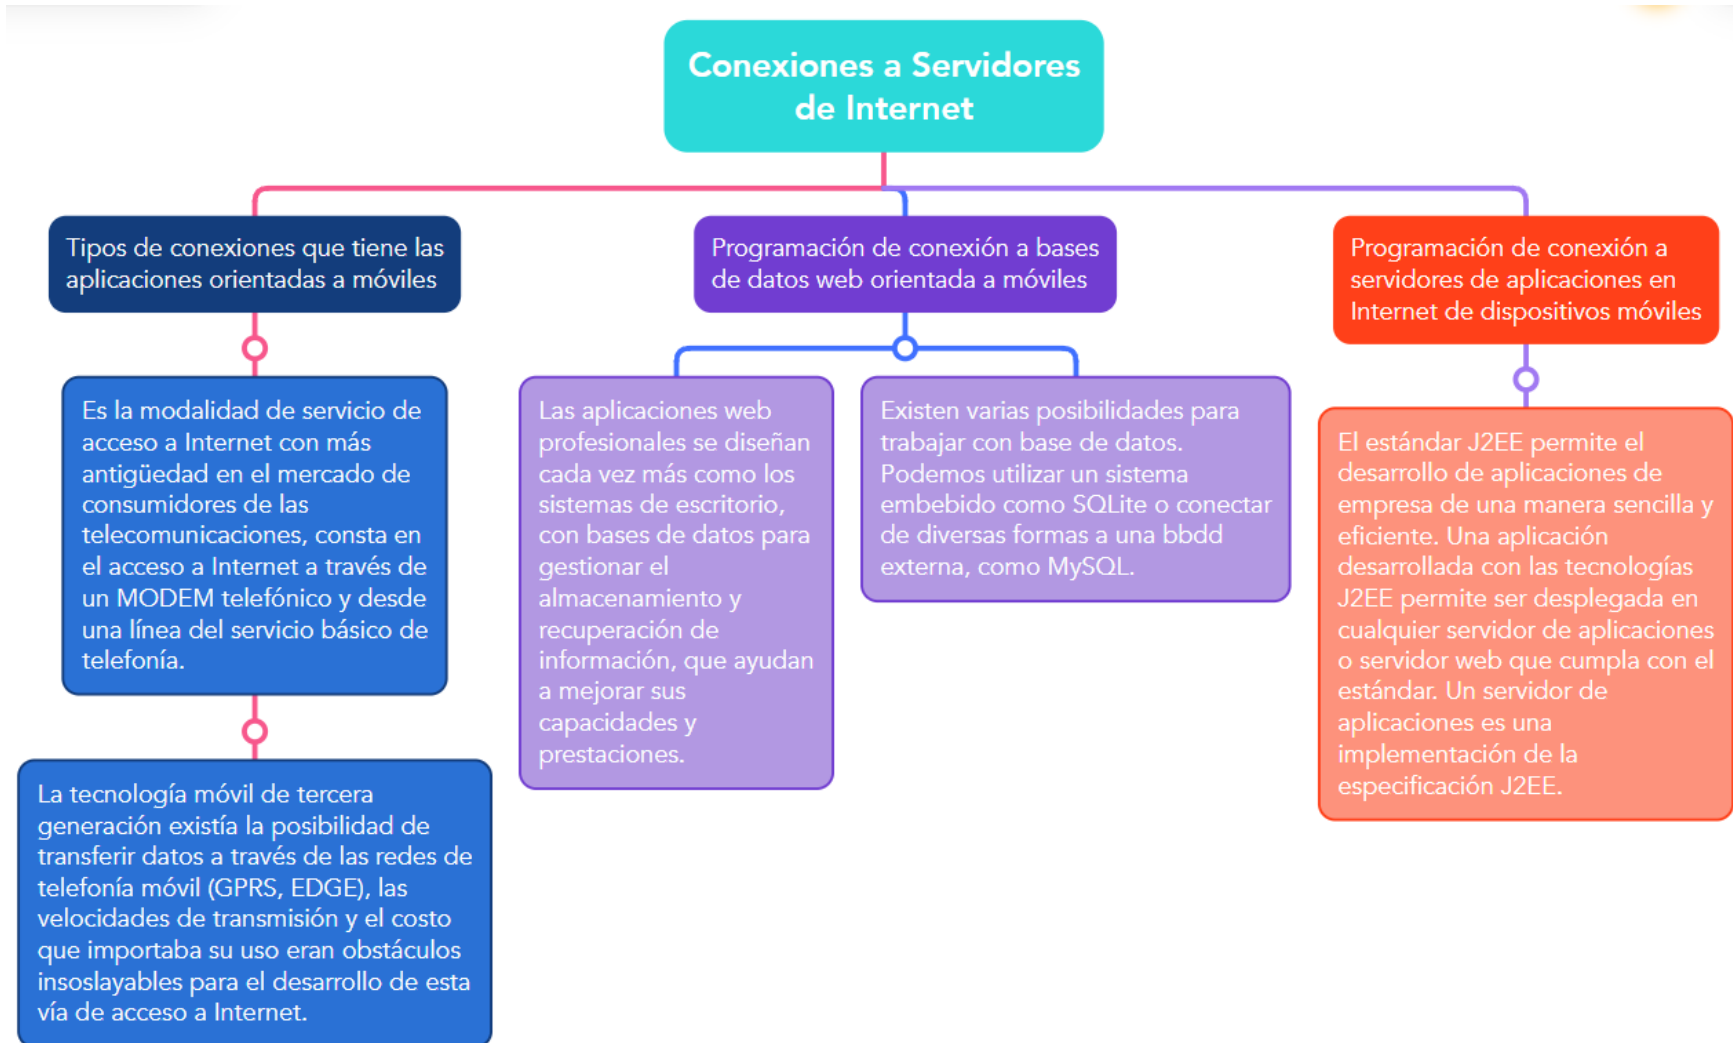 Conexiones a Servidores
de Internet
Tipos de conexiones que tiene las
aplicaciones orientadas a móviles
Es la modalidad de servicio de
acceso a Internet con más
antigüedad en el mercado de
consumidores de las
telecomunicaciones, consta en
el acceso a Internet a través de
un MODEM telefónico y desde
una línea del servicio básico de
telefonía.
La tecnología móvil de tercera
generación existía la posibilidad de
transferir datos a través de las redes de
telefonía móvil (GPRS, EDGE), las
velocidades de transmisión y el costo
que importaba su uso eran obstáculos
insoslayables para el desarrollo de esta
vía de acceso a Internet.
Programación de conexión a bases
de datos web orientada a móviles
Las aplicaciones web
profesionales se diseñan
cada vez más como los
sistemas de escritorio,
con bases de datos para
gestionar el
almacenamiento y
recuperación de
información, que ayudan
a mejorar sus
capacidades y
prestaciones.
Existen varias posibilidades para
trabajar con base de datos.
Podemos utilizar un sistema
embebido como SQLite o conectar
de diversas formas a una bbdd
externa, como MySQL.
Programación de conexión a
servidores de aplicaciones en
Internet de dispositivos móviles
El estándar J2EE permite el
desarrollo de aplicaciones de
empresa de una manera sencilla y
eficiente. Una aplicación
desarrollada con las tecnologías
J2EE permite ser desplegada en
cualquier servidor de aplicaciones
o servidor web que cumpla con el
estándar. Un servidor de
aplicaciones es una
implementación de la
especificación J2EE.